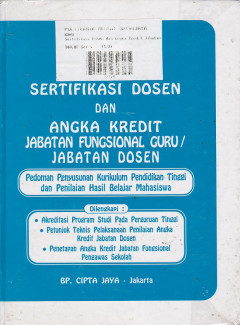 SERTIFIKASI DOSEN
DAN
ANGKA KREDIT
JABATAN FUNGSIONAL GURU/
JABATAN DOSEN
Pedoman Penyusunan Kurikulum Pendidikan Tinggi
dan Penilaian Hasil Belajar Mahasiswa
Dilengkapi :
• Akreditasi Program Studi Pada Perguruan Tinggi
• Petunjuk Teknis Pelaksanaan Penilaian Angka
Kredit Jabatan Dosen
• Penetapan Angka Kredit Jabatan Fungsional
Pengawas Sekolah
BP. CIPTA JAYA - Jakarta